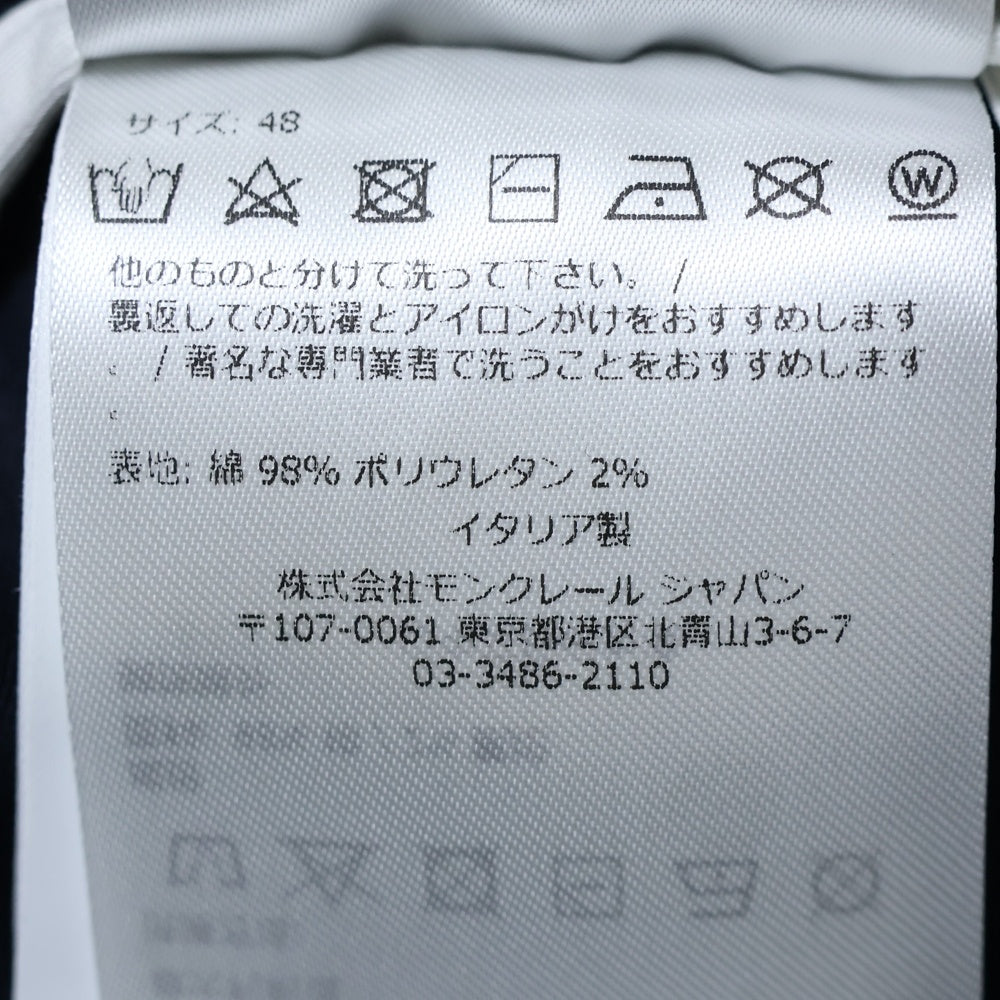 サイズ: 48
W
他のものと分けて洗って下さい。 /
裏返しての洗濯とアイロンがけをおすすめします
。 / 著名な専門業者で洗うことをおすすめします
。
表地: 綿 98% ポリウレタン 2%
イタリア製
株式会社モンクレール ジャパン
〒107-0061 東京都港区北青山3-6-7
03-3486-2110